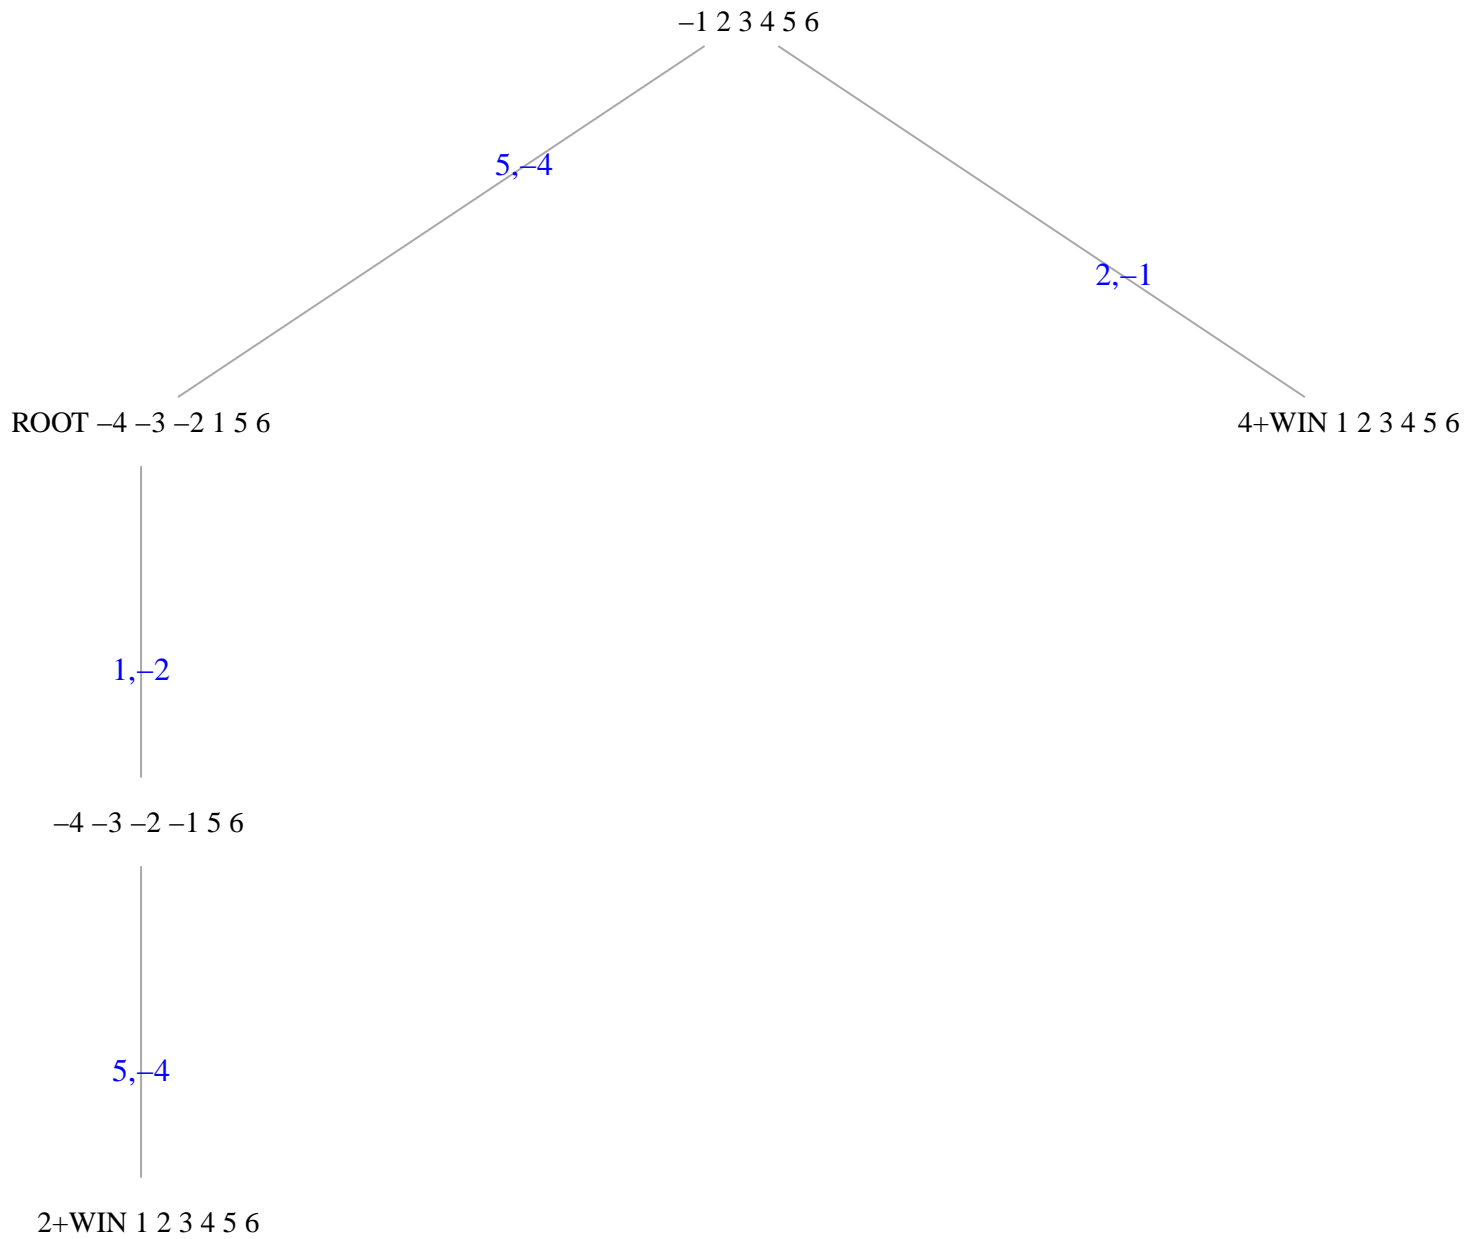 –1 2 3 4 5 6
5,–4
2,–1
ROOT –4 –3 –2 1 5 6
4+WIN 1 2 3 4 5 6
1,–2
–4 –3 –2 –1 5 6
5,–4
2+WIN 1 2 3 4 5 6